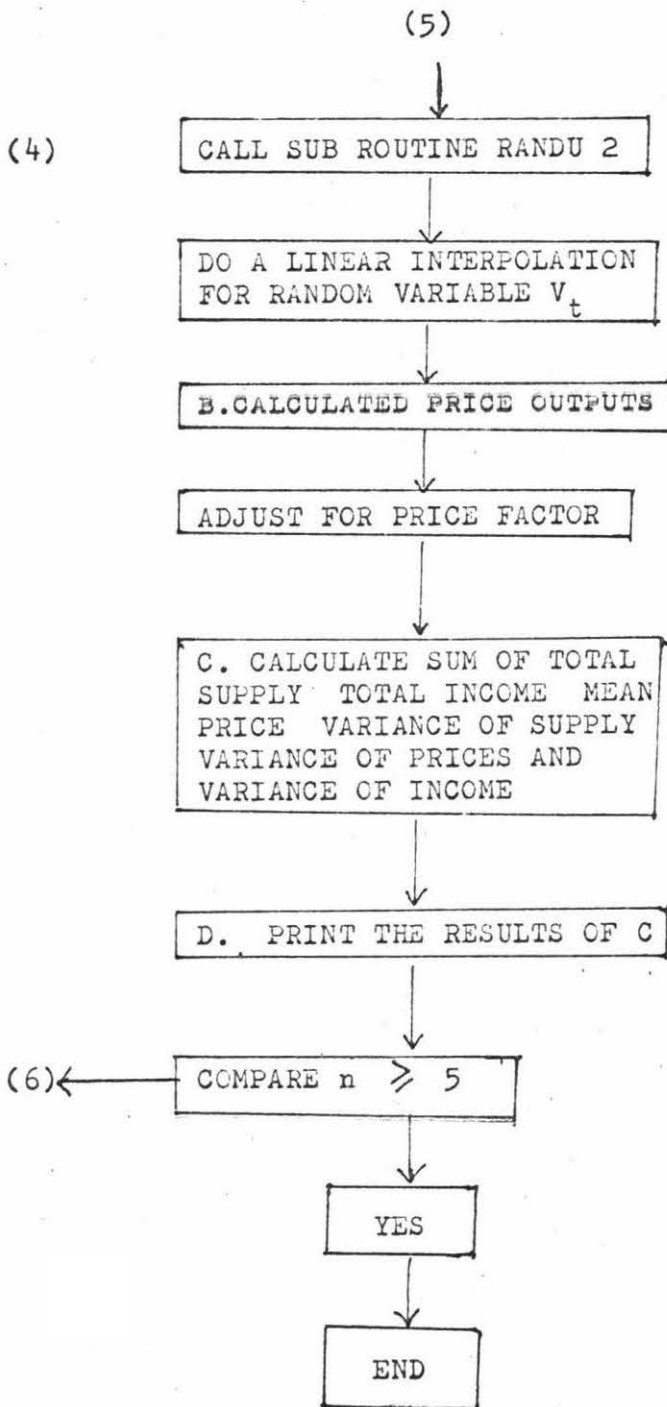 (5)
(4)
CALL SUB ROUTINE RANDU 2
DO A LINEAR INTERPOLATION
FOR RANDOM VARIABLE V_t
B.CALCULATED PRICE OUTPUTS
ADJUST FOR PRICE FACTOR
C. CALCULATE SUM OF TOTAL
SUPPLY TOTAL INCOME MEAN
PRICE VARIANCE OF SUPPLY
VARIANCE OF PRICES AND
VARIANCE OF INCOME
D. PRINT THE RESULTS OF C
(6)
COMPARE n ⩾ 5
YES
END